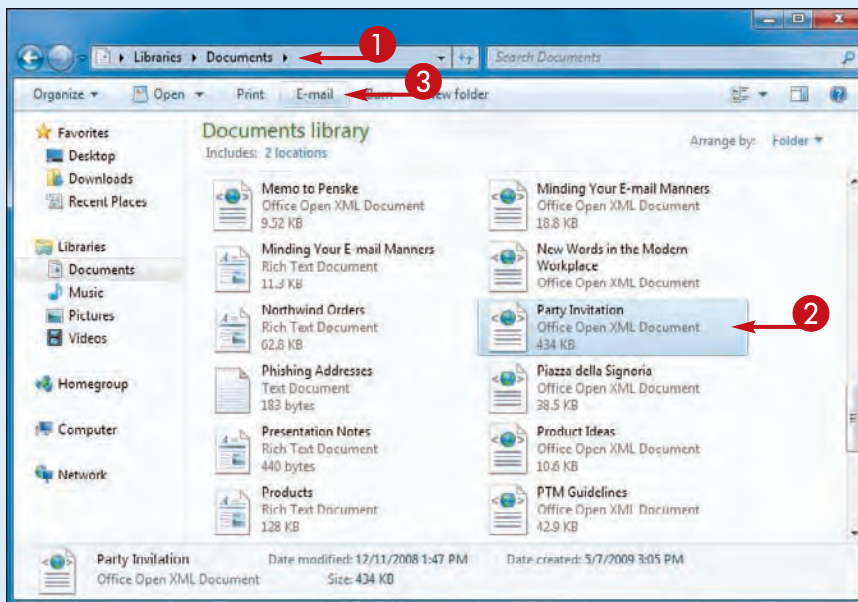 1
Libraries Documents
Search Documents
3
Organize Open Print E-mail Burn New folder
Favorites
Desktop
Downloads
Recent Places
Libraries
Documents
Music
Pictures
Videos
Homegroup
Computer
Network
Documents library
Includes: 2 locations
Arrange by: Folder
Memo to Penske
Office Open XML Document
9.52 KB
Minding Your E-mail Manners
Office Open XML Document
18.8 KB
Minding Your E-mail Manners
Rich Text Document
11.3 KB
New Words in the Modern
Workplace
Office Open XML Document
Northwind Orders
Rich Text Document
62.8 KB
Party Invitation
Office Open XML Document
434 KB
2
Phishing Addresses
Text Document
183 bytes
Piazza della Signoria
Office Open XML Document
38.5 KB
Presentation Notes
Rich Text Document
440 bytes
Product Ideas
Office Open XML Document
10.6 KB
Products
Rich Text Document
128 KB
PTM Guidelines
Office Open XML Document
42.9 KB
Party Invitation Date modified: 12/11/2008 1:47 PM Date created: 5/7/2009 3:05 PM
Office Open XML Document Size: 434 KB